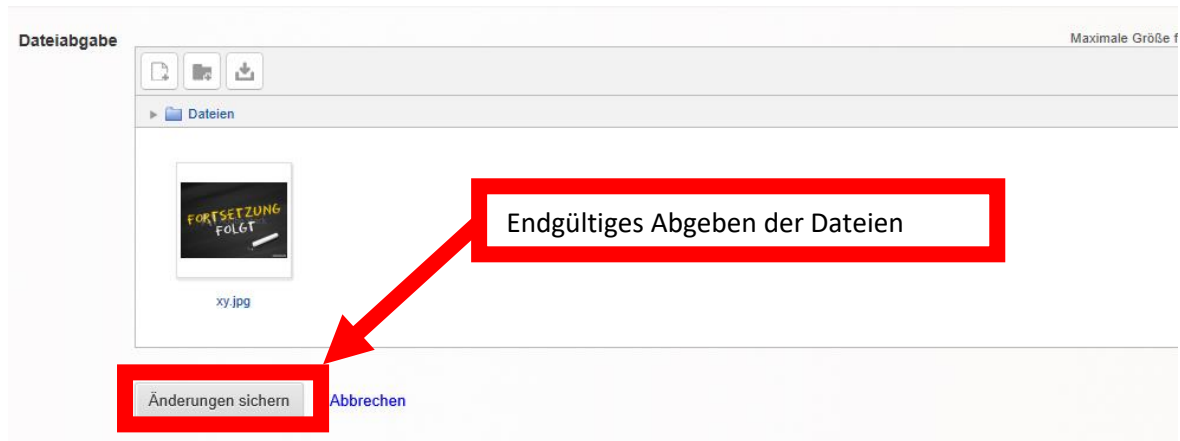 Dateiabgabe
Maximale Größe f
Dateien
FORTSETZUNG
FOLGT
Endgültiges Abgeben der Dateien
xy.jpg
Änderungen sichern
Abbrechen